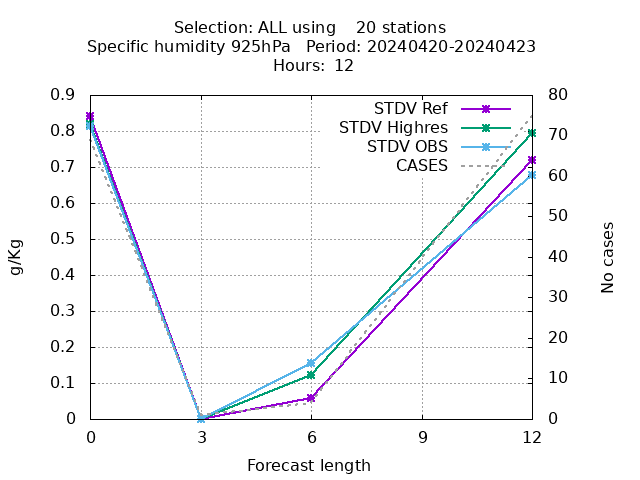 Selection: ALL using    20 stations
Specific humidity 925hPa   Period: 20240420-20240423
Hours: 12
0.9
0.8
0.7
0.6
0.5
0.4
0.3
0.2
0.1
0
80
70
60
50
40
30
20
10
0
STDV Ref
STDV Highres
STDV OBS
CASES
g/Kg
No cases
0 3 6 9 12
Forecast length